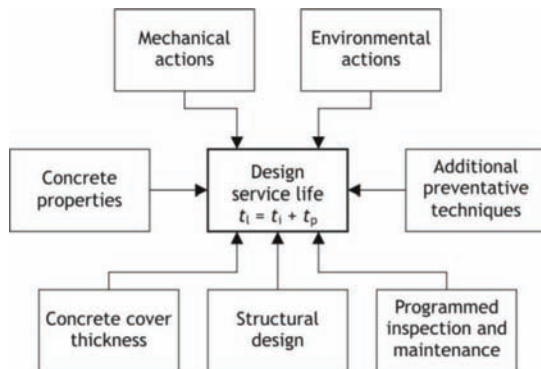 Mechanical
actions
Environmental
actions
Concrete
properties
Design
service life
tₗ = tᵢ + tₚ
Additional
preventative
techniques
Concrete cover
thickness
Structural
design
Programmed
inspection and
maintenance